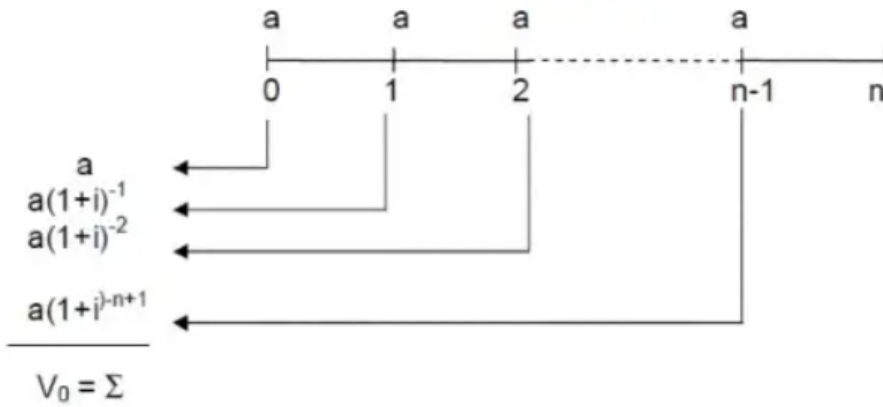 a a a a
0 1 2 n-1 n
a
a(1+i)⁻¹
a(1+i)⁻²
a(1+i⁾⁻ⁿ⁺¹
V₀ = Σ